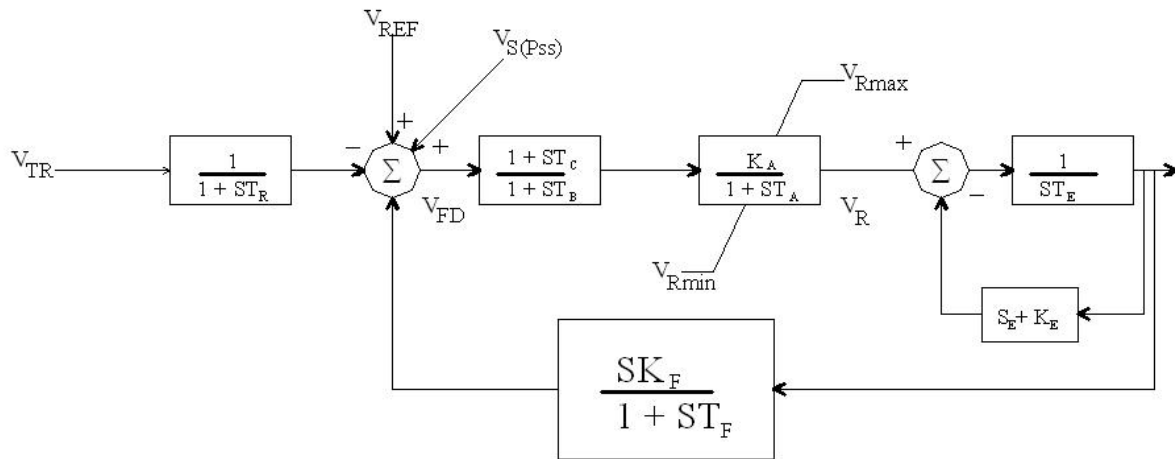 V_REF
V_S(Pss)
V_Rmax
+
+
−
+
V_TR
1
1 + ST_R
Σ
1 + ST_C
1 + ST_B
K_A
1 + ST_A
Σ
−
1
ST_E
V_FD
V_R
V_Rmin
S_E + K_E
SK_F
1 + ST_F